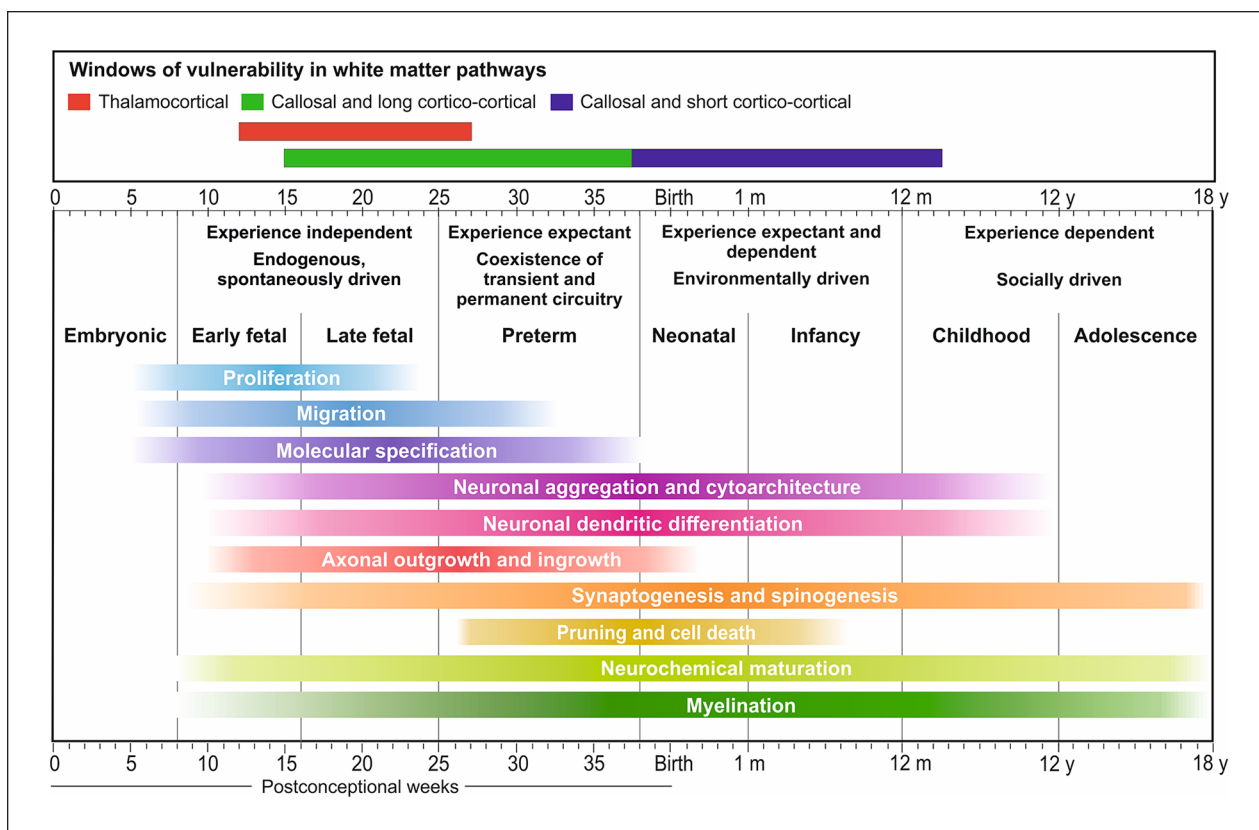 Windows of vulnerability in white matter pathways
Thalamocortical Callosal and long cortico-cortical Callosal and short cortico-cortical
0 5 10 15 20 25 30 35 Birth 1 m 12 m 12 y 18 y
Experience independent
Endogenous,
spontaneously driven
Experience expectant
Coexistence of
transient and
permanent circuitry
Experience expectant and
dependent
Environmentally driven
Experience dependent
Socially driven
Embryonic Early fetal Late fetal Preterm Neonatal Infancy Childhood Adolescence
Proliferation
Migration
Molecular specification
Neuronal aggregation and cytoarchitecture
Neuronal dendritic differentiation
Axonal outgrowth and ingrowth
Synaptogenesis and spinogenesis
Pruning and cell death
Neurochemical maturation
Myelination
0 5 10 15 20 25 30 35 Birth 1 m 12 m 12 y 18 y
Postconceptional weeks